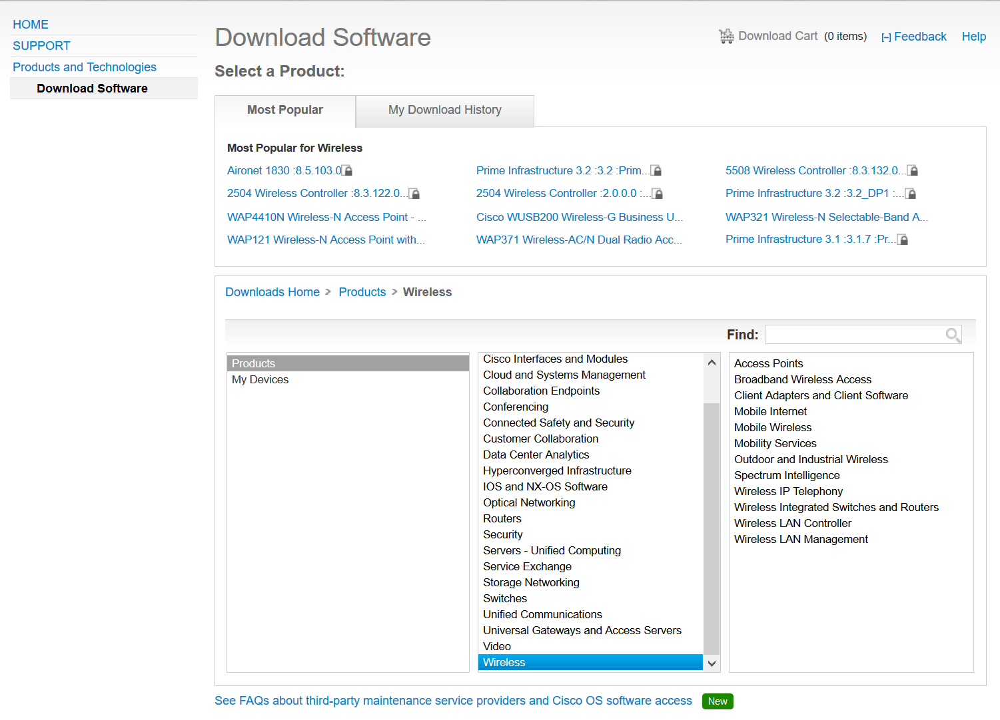 HOME
SUPPORT
Products and Technologies
Download Software
Download Software
Download Cart (0 items) [–] Feedback Help
Select a Product:
Most Popular My Download History
Most Popular for Wireless
Aironet 1830 :8.5.103.0 Prime Infrastructure 3.2 :3.2 :Prim... 5508 Wireless Controller :8.3.132.0...
2504 Wireless Controller :8.3.122.0... 2504 Wireless Controller :2.0.0.0 :... Prime Infrastructure 3.2 :3.2_DP1 :...
WAP4410N Wireless-N Access Point - ... Cisco WUSB200 Wireless-G Business U... WAP321 Wireless-N Selectable-Band A...
WAP121 Wireless-N Access Point with... WAP371 Wireless-AC/N Dual Radio Acc... Prime Infrastructure 3.1 :3.1.7 :Pr...
Downloads Home > Products > Wireless
Find:
Products
My Devices
Cisco Interfaces and Modules
Cloud and Systems Management
Collaboration Endpoints
Conferencing
Connected Safety and Security
Customer Collaboration
Data Center Analytics
Hyperconverged Infrastructure
IOS and NX-OS Software
Optical Networking
Routers
Security
Servers - Unified Computing
Service Exchange
Storage Networking
Switches
Unified Communications
Universal Gateways and Access Servers
Video
Wireless
Access Points
Broadband Wireless Access
Client Adapters and Client Software
Mobile Internet
Mobile Wireless
Mobility Services
Outdoor and Industrial Wireless
Spectrum Intelligence
Wireless IP Telephony
Wireless Integrated Switches and Routers
Wireless LAN Controller
Wireless LAN Management
See FAQs about third-party maintenance service providers and Cisco OS software access New